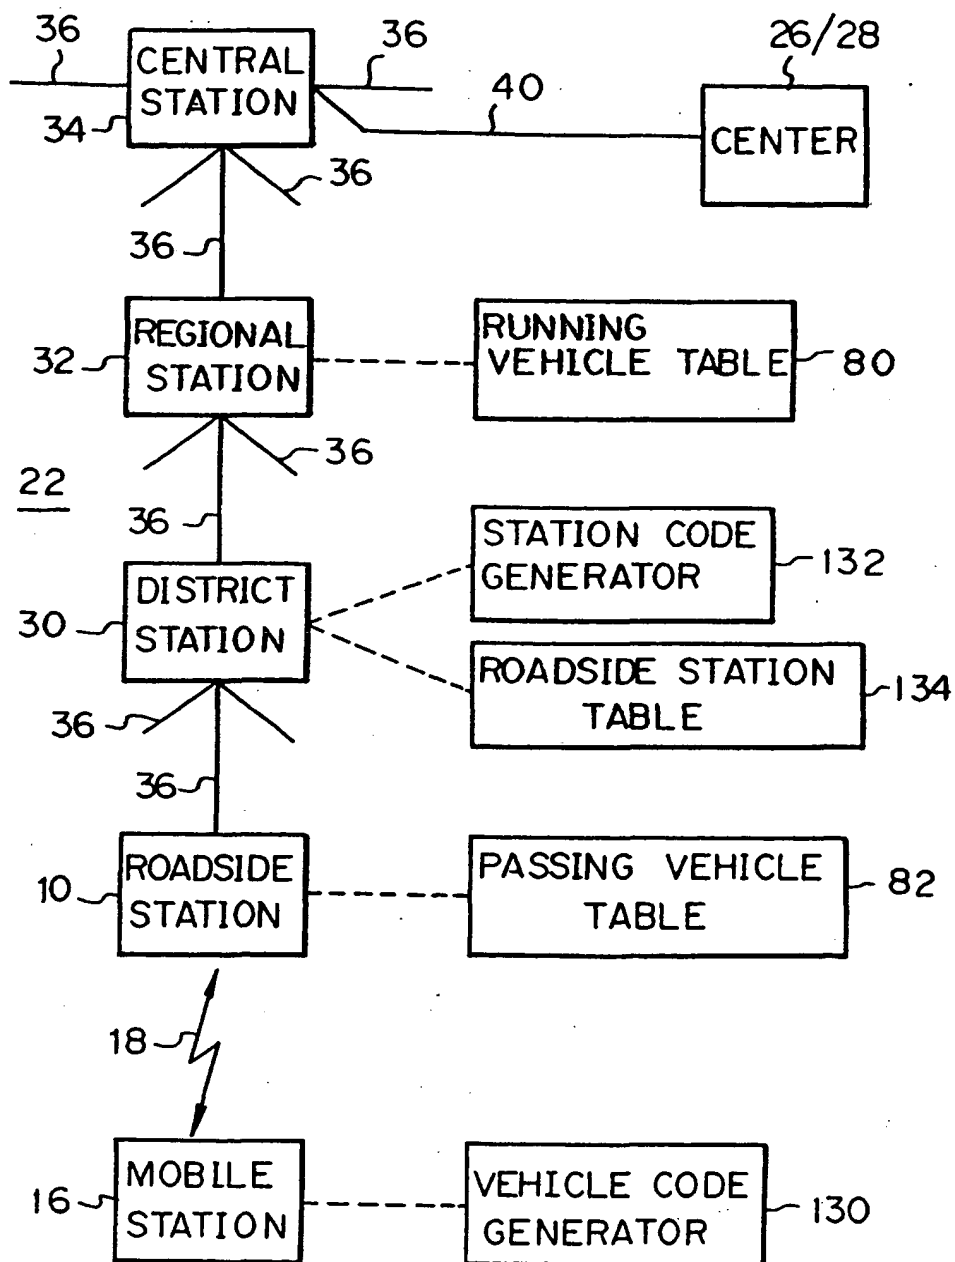 36
36
26/28
CENTRAL
STATION
40
34
CENTER
36
36
REGIONAL
STATION
32
RUNNING
VEHICLE TABLE
80
36
22
36
STATION CODE
GENERATOR
132
DISTRICT
STATION
30
ROADSIDE STATION
TABLE
134
36
36
ROADSIDE
STATION
10
PASSING VEHICLE
TABLE
82
18
MOBILE
STATION
16
VEHICLE CODE
GENERATOR
130